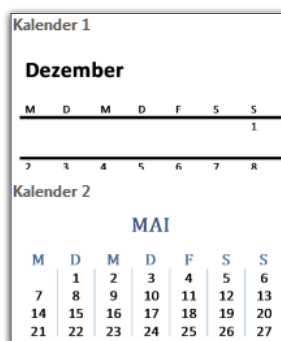 Kalender 1
Dezember
M D M D F S S
1
2 3 4 5 6 7 8
Kalender 2
MAI
M D M D F S S
1 2 3 4 5 6
7 8 9 10 11 12 13
14 15 16 17 18 19 20
21 22 23 24 25 26 27